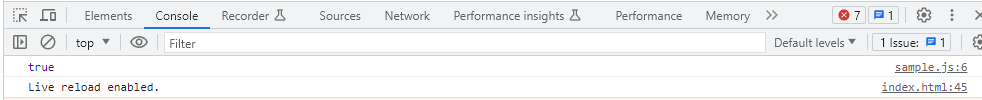 Elements Console Recorder Sources Network Performance insights Performance Memory 7 1
top Filter Default levels 1 Issue: 1
true sample.js:6
Live reload enabled. index.html:45